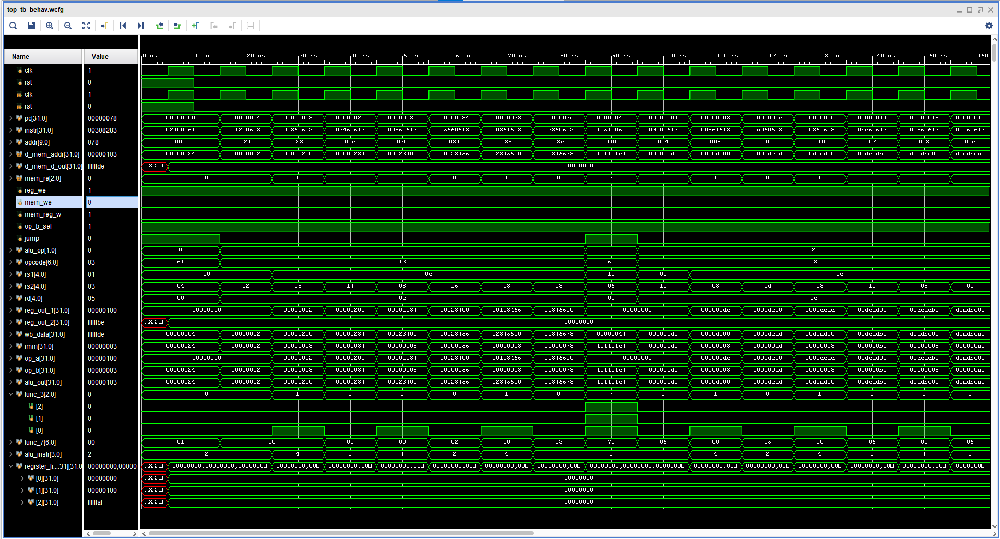 top_tb_behav.wcfg
Name Value 0 ns 10 ns 20 ns 30 ns 40 ns 50 ns 60 ns 70 ns 80 ns 90 ns 100 ns 110 ns 120 ns 130 ns 140 ns 150 ns 160
clk 1
rst 0
clk 1
rst 0
pc[31:0] 00000078 00000000 00000024 00000028 0000002c 00000030 00000034 00000038 0000003c 00000040 00000004 00000008 0000000c 00000010 00000014 00000018 0000001c
instr[31:0] 00308283 0240006f 01200613 00861613 03460613 00861613 05660613 00861613 07860613 fc5ff06f 0de00613 00861613 0ad60613 00861613 0be60613 00861613 0af60613
addr[9:0] 078 000 024 028 02c 030 034 038 03c 040 004 008 00c 010 014 018 01c
d_mem_addr[31:0] 00000103 00000024 00000012 00001200 00001234 00123400 00123456 12345600 12345678 ffffffc4 000000de 0000de00 0000dead 00dead00 00deadbe deadbe00 deadbeaf
d_mem_d_out[31:0] ffffffde XXXX 00000000
mem_re[2:0] 0 0 1 0 1 0 1 0 7 0 1 0 1 0 1 0
reg_we 1
mem_we 0
mem_reg_w 1
op_b_sel 1
jump 0
alu_op[1:0] 0 0 2 0 2
opcode[6:0] 03 6f 13 6f 13
rs1[4:0] 01 00 0c 1f 00 0c
rs2[4:0] 03 04 12 08 14 08 16 08 18 05 1e 08 0d 08 1e 08 0f
rd[4:0] 05 00 0c 00 0c
reg_out_1[31:0] 00000100 00000000 00000012 00001200 00001234 00123400 00123456 12345600 00000000 000000de 0000de00 0000dead 00dead00 00deadbe deadbe00
reg_out_2[31:0] ffffffbe XXXX 00000000
wb_data[31:0] ffffffde 00000004 00000012 00001200 00001234 00123400 00123456 12345600 12345678 00000044 000000de 0000de00 0000dead 00dead00 00deadbe deadbe00 deadbeaf
imm[31:0] 00000003 00000024 00000012 00000008 00000034 00000008 00000056 00000008 00000078 ffffffc4 000000de 00000008 000000ad 00000008 000000be 00000008 000000af
op_a[31:0] 00000100 00000000 00000012 00001200 00001234 00123400 00123456 12345600 00000000 000000de 0000de00 0000dead 00dead00 00deadbe deadbe00
op_b[31:0] 00000003 00000024 00000012 00000008 00000034 00000008 00000056 00000008 00000078 ffffffc4 000000de 00000008 000000ad 00000008 000000be 00000008 000000af
alu_out[31:0] 00000103 00000024 00000012 00001200 00001234 00123400 00123456 12345600 12345678 ffffffc4 000000de 0000de00 0000dead 00dead00 00deadbe deadbe00 deadbeaf
func_3[2:0] 0 0 1 0 1 0 1 0 7 0 1 0 1 0 1 0
[2] 0
[1] 0
[0] 0
func_7[6:0] 00 01 00 01 00 02 00 03 7e 06 00 05 00 05 00 05
alu_instr[3:0] 2 2 4 2 4 2 4 2 2 4 2 4 2 4 2
register_fi...:31][31:0 00000000,00000 XXXX 00000000,00000000,0000000 00000000,00 00000000,00 00000000,00 00000000,00 00000000,00 00000000,00 00000000,00000000,0000000 00000000,00 00000000,00 00000000,00 00000000,00 00000000,00 0000000
[0][31:0] 00000000 XXXX 00000000
[1][31:0] 00000100 XXXX 00000000
[2][31:0] ffffffaf XXXX 00000000